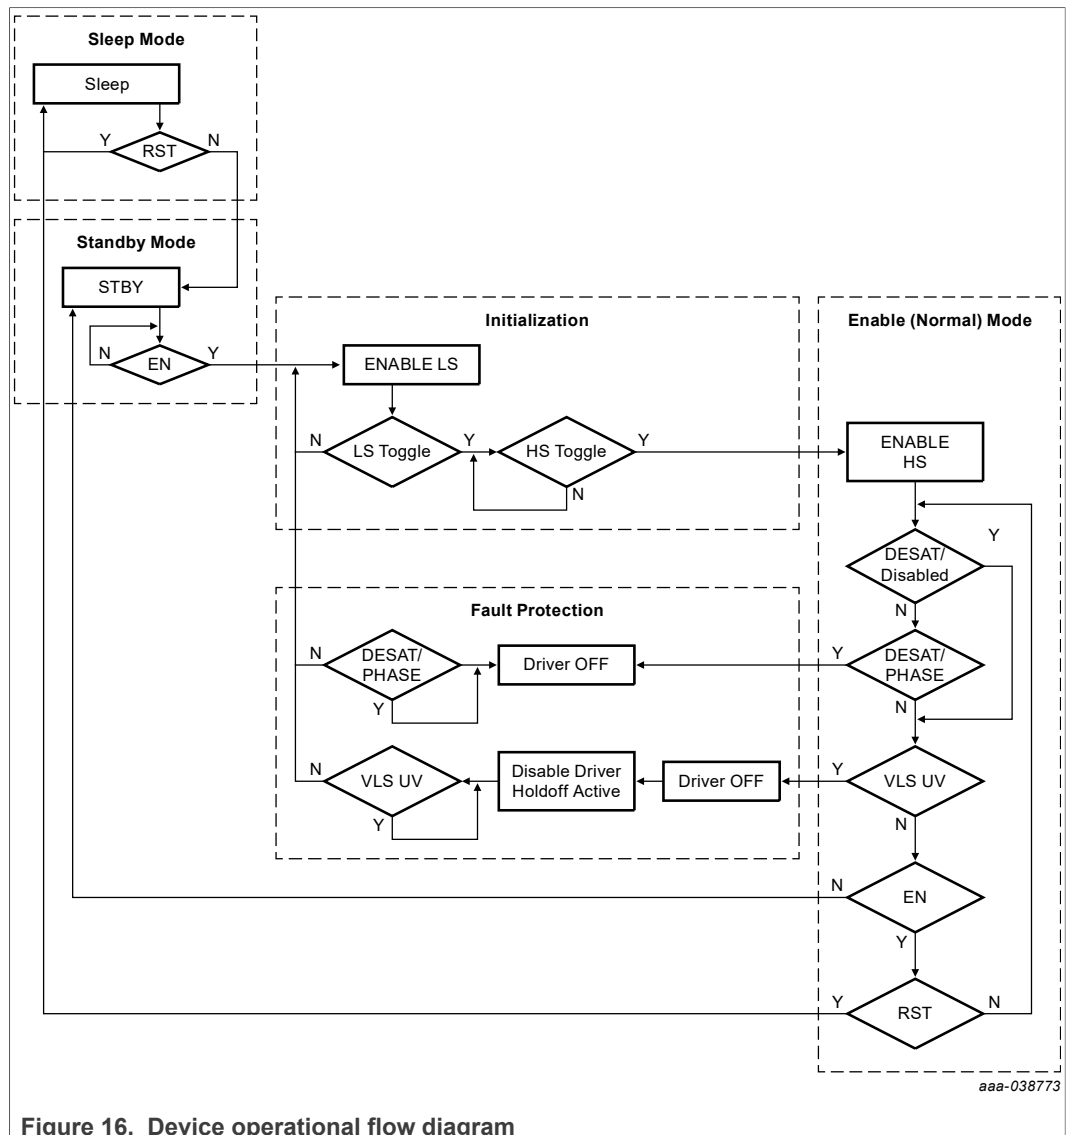 Sleep Mode
Sleep
Y
N
RST
Standby Mode
STBY
N
EN
Y
Initialization
ENABLE LS
N
LS Toggle
Y
HS Toggle
Y
N
Enable (Normal) Mode
ENABLE
HS
Y
DESAT/
Disabled
N
Y
DESAT/
PHASE
N
Y
VLS UV
N
N
EN
Y
Y
RST
N
Fault Protection
N
DESAT/
PHASE
Y
Driver OFF
N
VLS UV
Y
Disable Driver
Holdoff Active
Driver OFF
aaa-038773
Figure 16. Device operational flow diagram